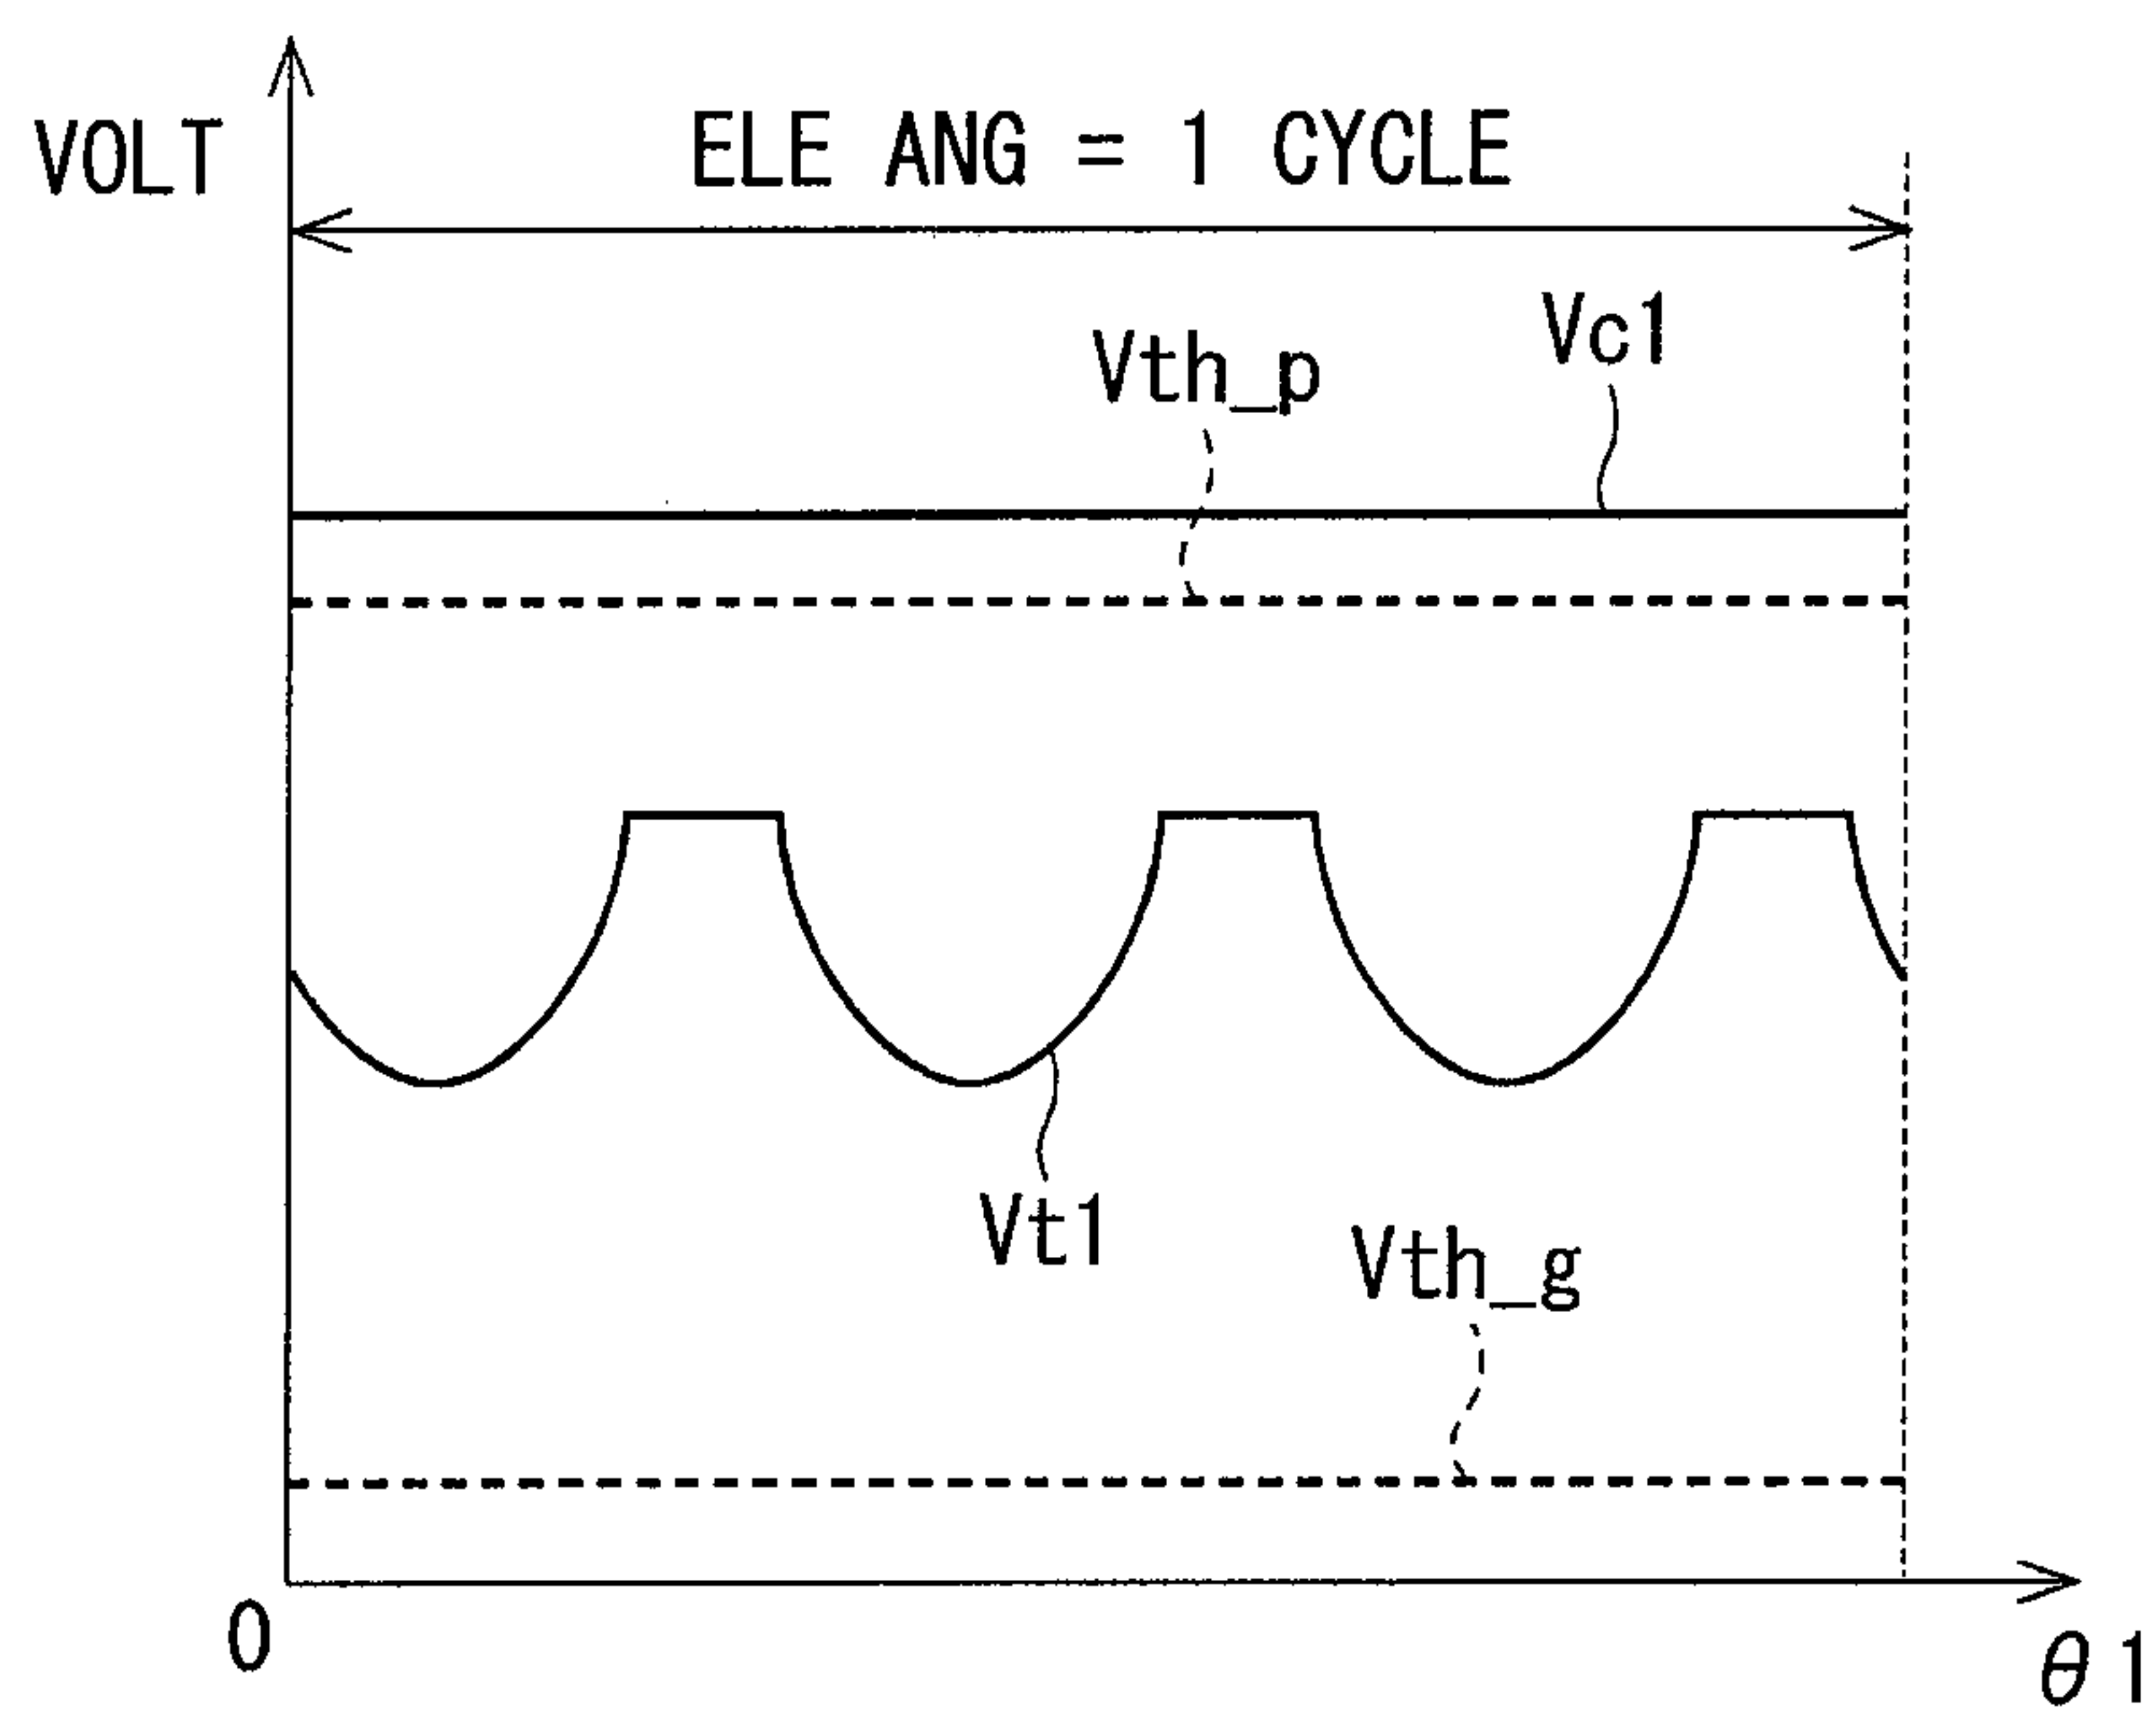 VOLT
ELE ANG = 1 CYCLE
Vc1
Vth_p
Vt1
Vth_g
0
θ1